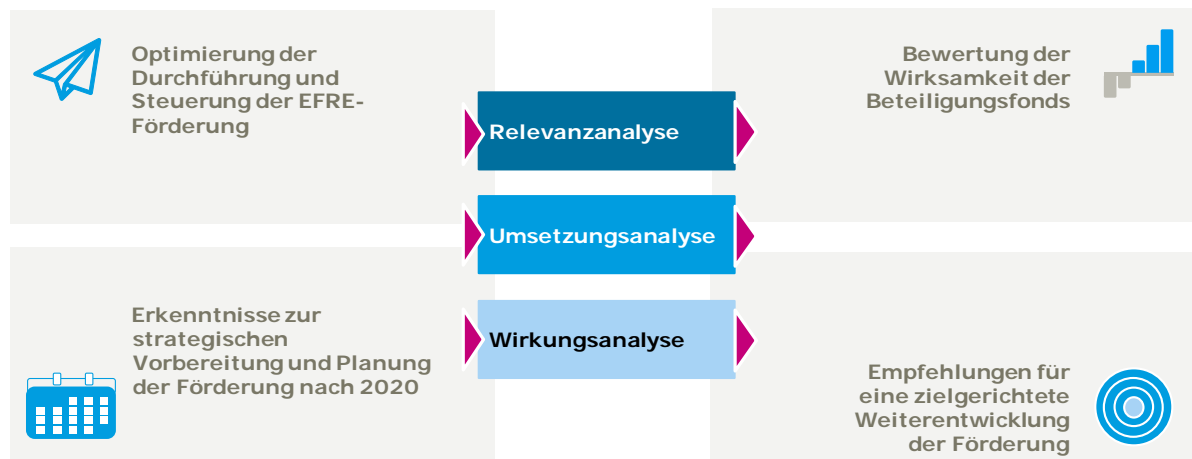 Optimierung der
Durchführung und
Steuerung der EFRE-
Förderung
Bewertung der
Wirksamkeit der
Beteiligungsfonds
Relevanzanalyse
Umsetzungsanalyse
Wirkungsanalyse
Erkenntnisse zur
strategischen
Vorbereitung und Planung
der Förderung nach 2020
Empfehlungen für
eine zielgerichtete
Weiterentwicklung
der Förderung